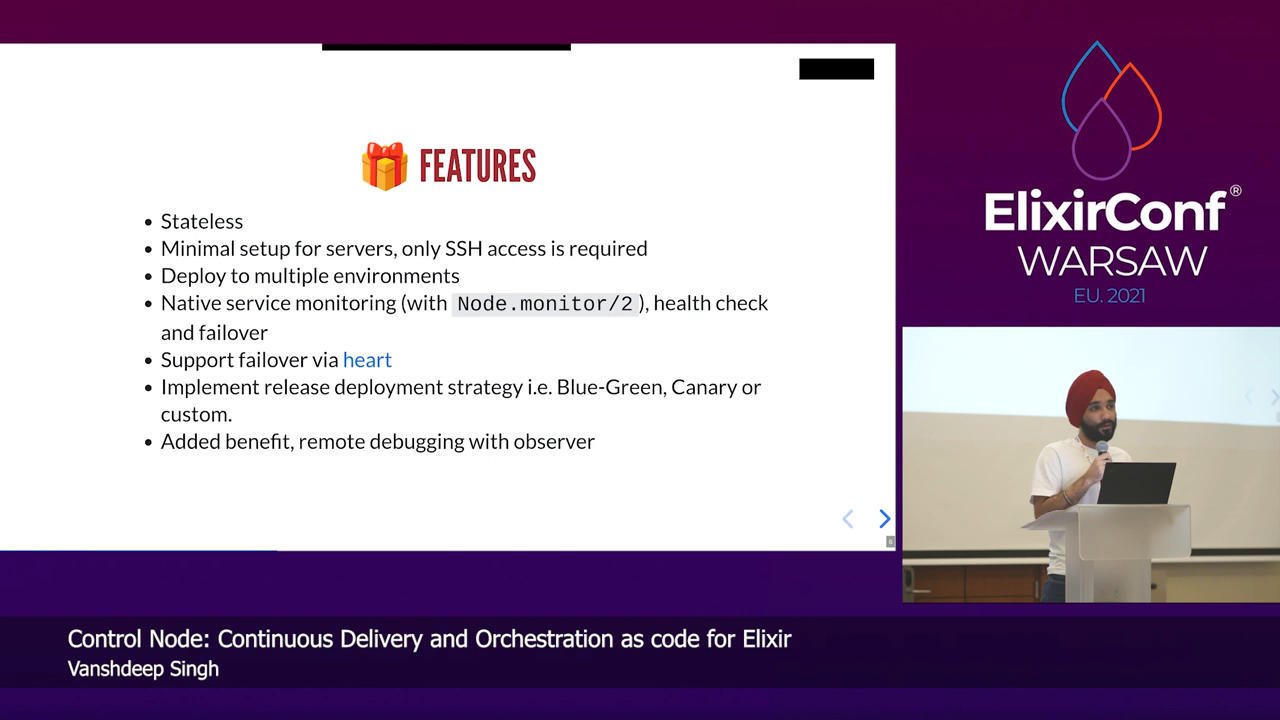 FEATURES
Stateless
Minimal setup for servers, only SSH access is required
Deploy to multiple environments
Native service monitoring (with Node.monitor/2), health check
and failover
Support failover via heart
Implement release deployment strategy i.e. Blue-Green, Canary or
custom.
Added benefit, remote debugging with observer
6
ElixirConf®
WARSAW
EU. 2021
Control Node: Continuous Delivery and Orchestration as code for Elixir
Vanshdeep Singh